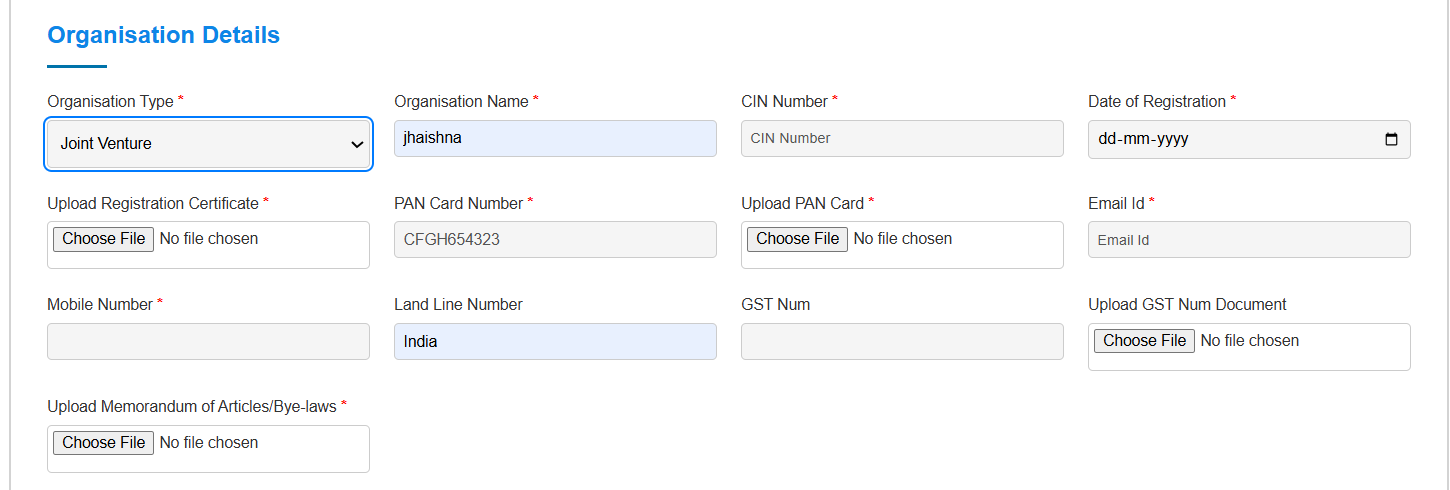 Organisation Details
Organisation Type *
Organisation Name *
CIN Number *
Date of Registration *
Joint Venture
jhaishna
CIN Number
dd-mm-yyyy
Upload Registration Certificate *
PAN Card Number *
Upload PAN Card *
Email Id *
Choose File No file chosen
CFGH654323
Choose File No file chosen
Email Id
Mobile Number *
Land Line Number
GST Num
Upload GST Num Document
India
Choose File No file chosen
Upload Memorandum of Articles/Bye-laws *
Choose File No file chosen